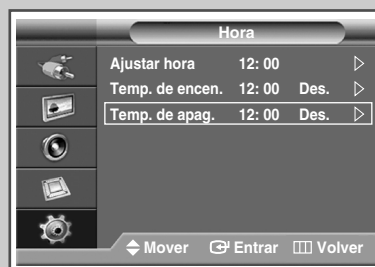 Hora
Ajustar hora 12: 00
Temp. de encen. 12: 00 Des.
Temp. de apag. 12: 00 Des.
Mover Entrar Volver